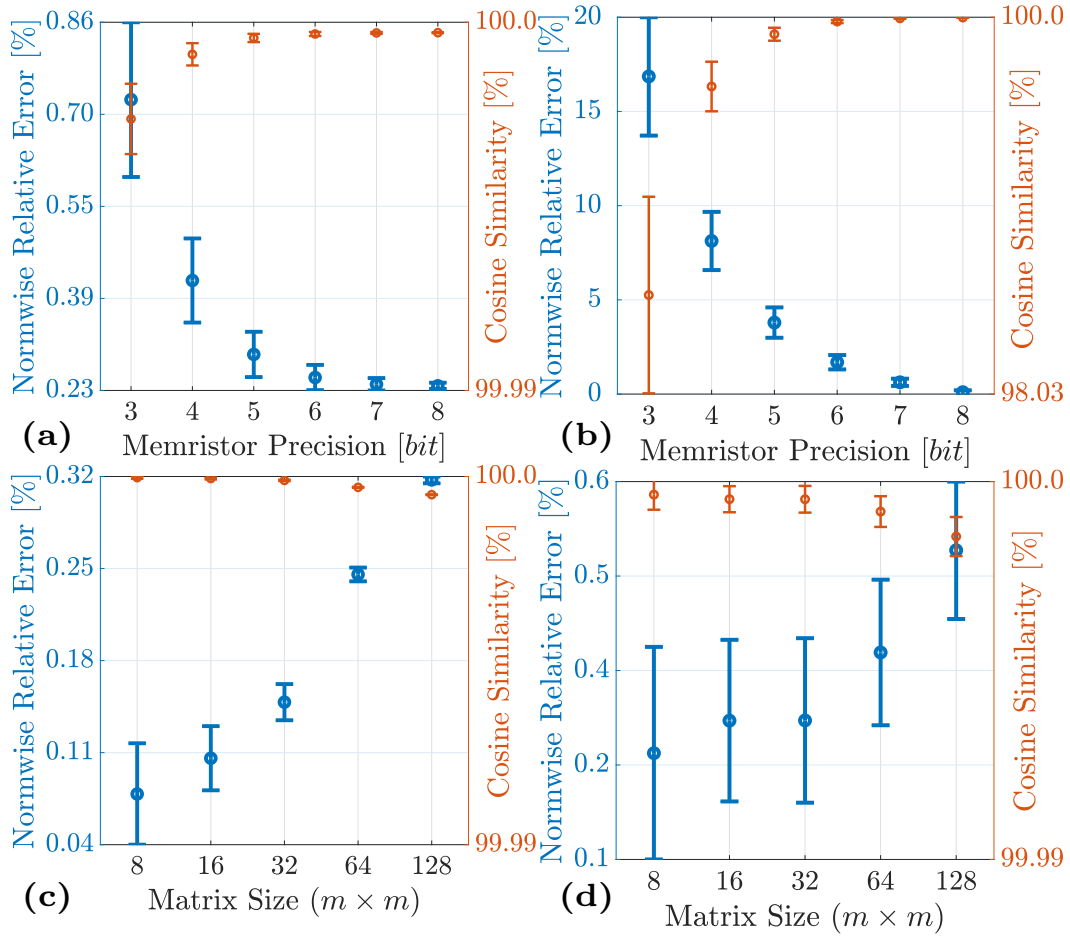 Normwise Relative Error [%]
0.86
0.70
0.55
0.39
0.23
3 4 5 6 7 8
100.0
99.99
Cosine Similarity [%]
(a)
Memristor Precision [bit]
Normwise Relative Error [%]
20
15
10
5
0
3 4 5 6 7 8
100.0
98.03
Cosine Similarity [%]
(b)
Memristor Precision [bit]
Normwise Relative Error [%]
0.32
0.25
0.18
0.11
0.04
8 16 32 64 128
100.0
99.99
Cosine Similarity [%]
(c)
Matrix Size (m × m)
Normwise Relative Error [%]
0.6
0.5
0.4
0.2
0.1
8 16 32 64 128
100.0
99.99
Cosine Similarity [%]
(d)
Matrix Size (m × m)